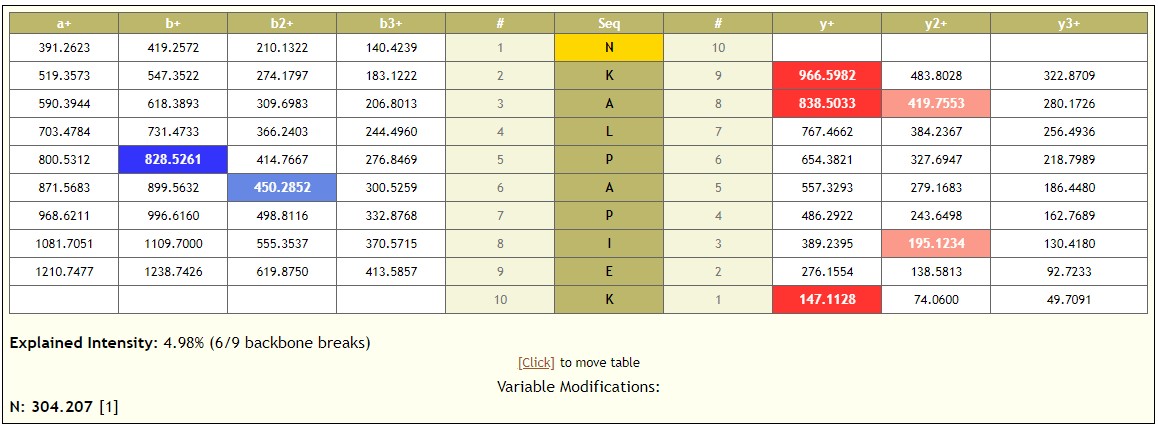 a+ b+ b2+ b3+ # Seq # y+ y2+ y3+
391.2623 419.2572 210.1322 140.4239 1 N 10
519.3573 547.3522 274.1797 183.1222 2 K 9 966.5982 483.8028 322.8709
590.3944 618.3893 309.6983 206.8013 3 A 8 838.5033 419.7553 280.1726
703.4784 731.4733 366.2403 244.4960 4 L 7 767.4662 384.2367 256.4936
800.5312 828.5261 414.7667 276.8469 5 P 6 654.3821 327.6947 218.7989
871.5683 899.5632 450.2852 300.5259 6 A 5 557.3293 279.1683 186.4480
968.6211 996.6160 498.8116 332.8768 7 P 4 486.2922 243.6498 162.7689
1081.7051 1109.7000 555.3537 370.5715 8 I 3 389.2395 195.1234 130.4180
1210.7477 1238.7426 619.8750 413.5857 9 E 2 276.1554 138.5813 92.7233
10 K 1 147.1128 74.0600 49.7091
Explained Intensity: 4.98% (6/9 backbone breaks)
[Click] to move table
Variable Modifications:
N: 304.207 [1]